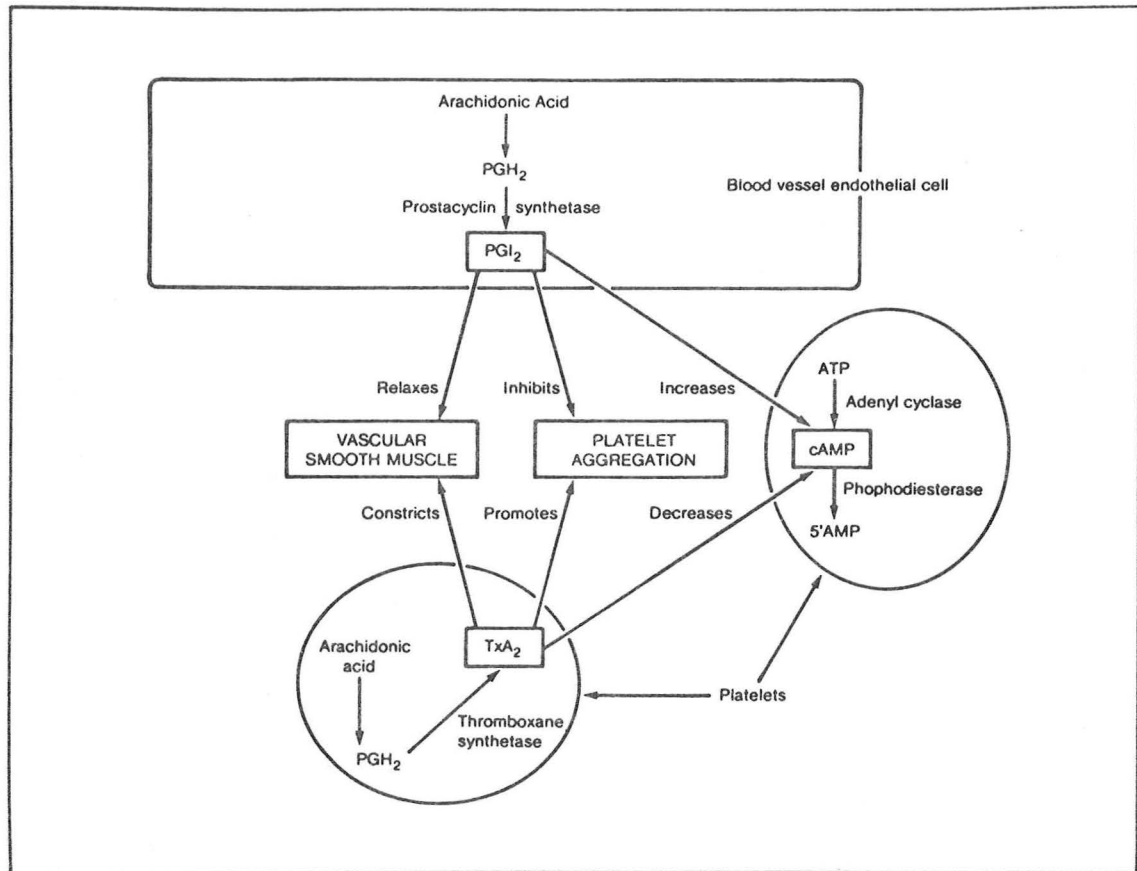 Arachidonic Acid
PGH₂
Blood vessel endothelial cell
Prostacyclin synthetase
PGI₂
Relaxes
Inhibits
Increases
ATP
Adenyl cyclase
VASCULAR
SMOOTH MUSCLE
PLATELET
AGGREGATION
cAMP
Phophodiesterase
Constricts
Promotes
Decreases
5'AMP
Arachidonic
acid
TxA₂
Platelets
Thromboxane
synthetase
PGH₂